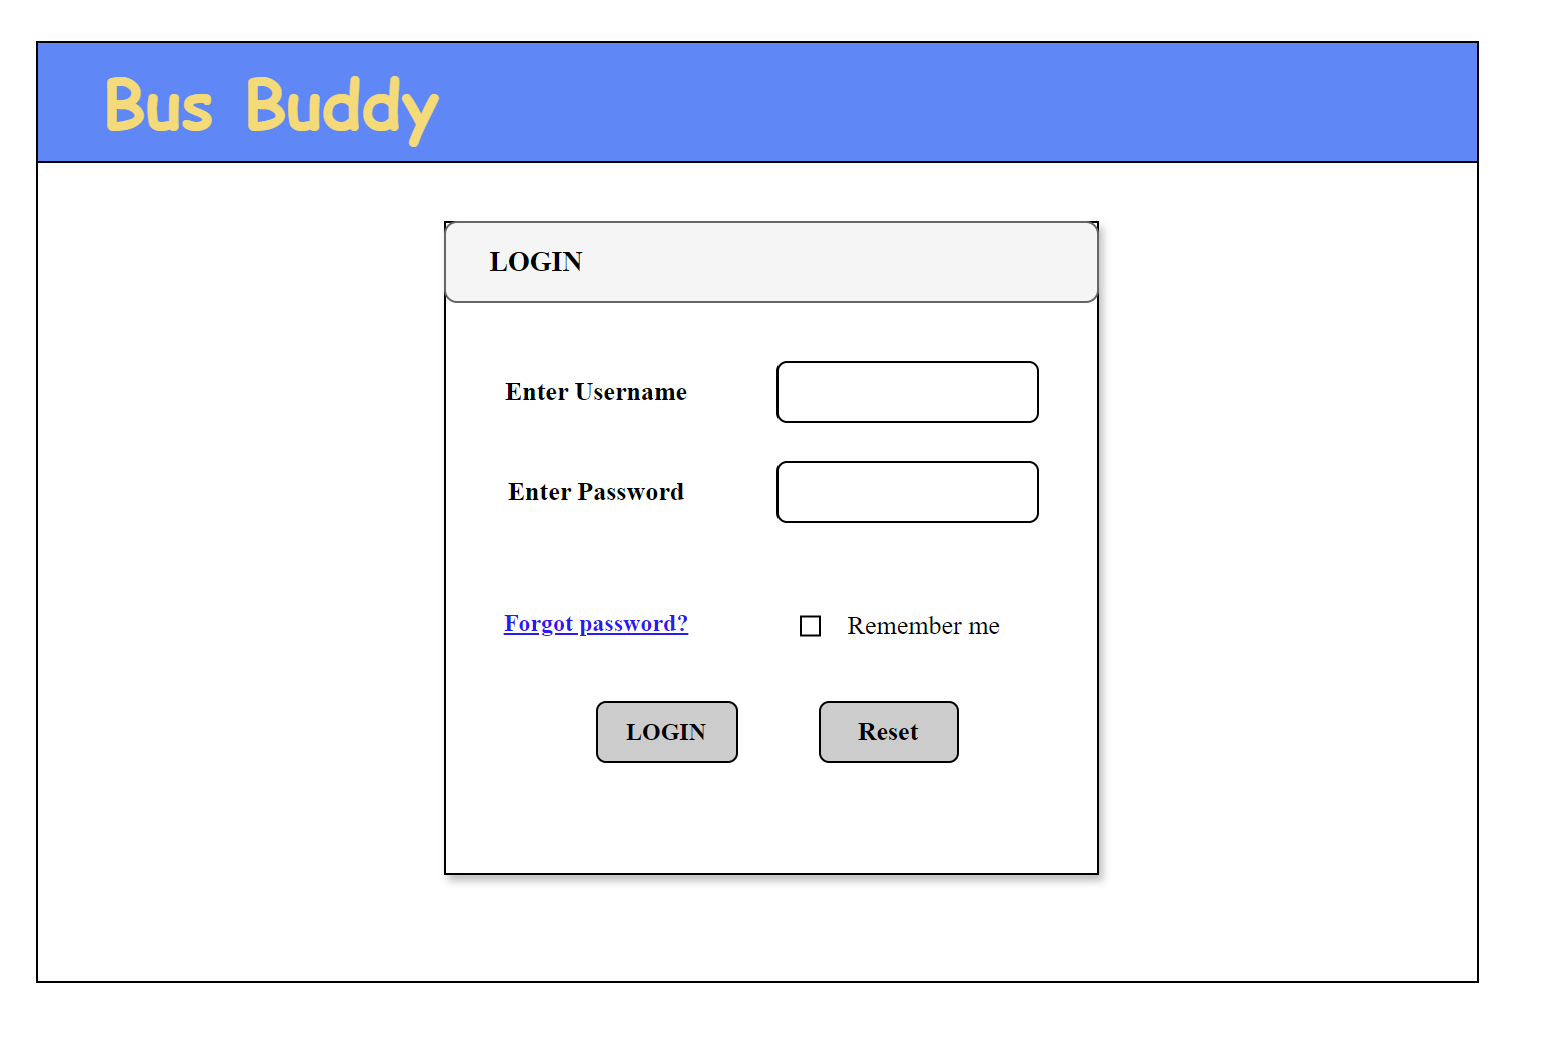 Bus Buddy
LOGIN
Enter Username
Enter Password
Forgot password?
Remember me
LOGIN
Reset